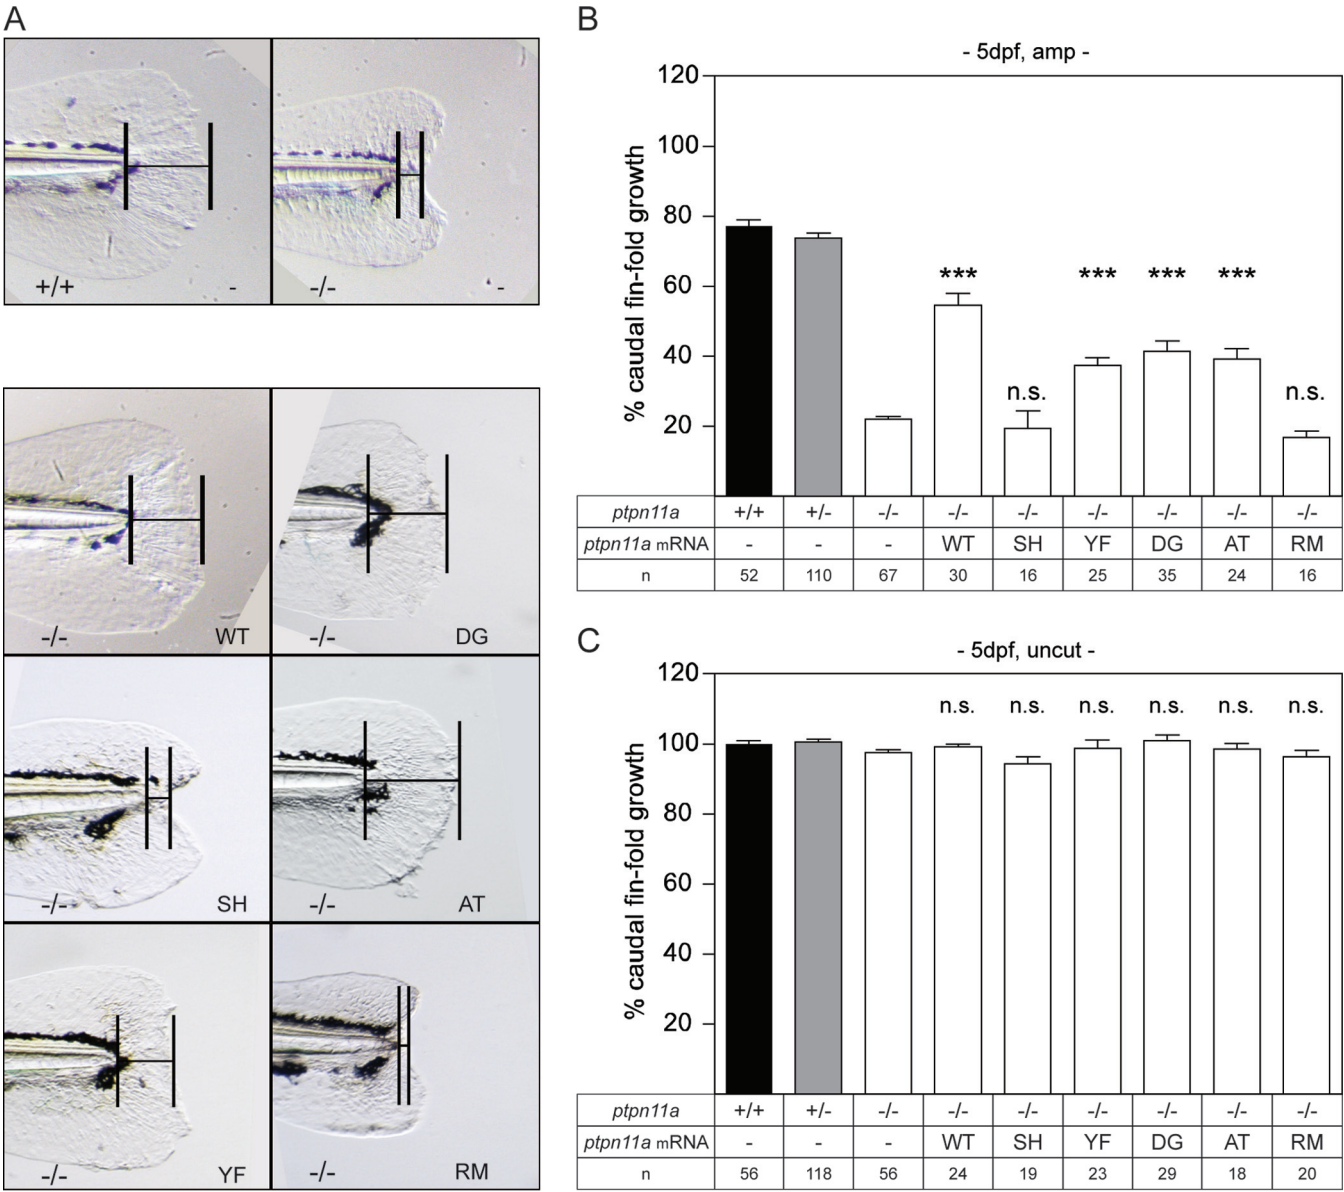 A
+/+ -
-/- -
-/- WT
-/- DG
-/- SH
-/- AT
-/- YF
-/- RM
B
- 5dpf, amp -
% caudal fin-fold growth
120
100
80
60
40
20
*** *** *** ***
n.s. n.s.
ptpn11a +/+ +/- -/- -/- -/- -/- -/- -/- -/-
ptpn11a mRNA - - - WT SH YF DG AT RM
n 52 110 67 30 16 25 35 24 16
C
- 5dpf, uncut -
% caudal fin-fold growth
120
100
80
60
40
20
n.s. n.s. n.s. n.s. n.s. n.s.
ptpn11a +/+ +/- -/- -/- -/- -/- -/- -/- -/-
ptpn11a mRNA - - - WT SH YF DG AT RM
n 56 118 56 24 19 23 29 18 20